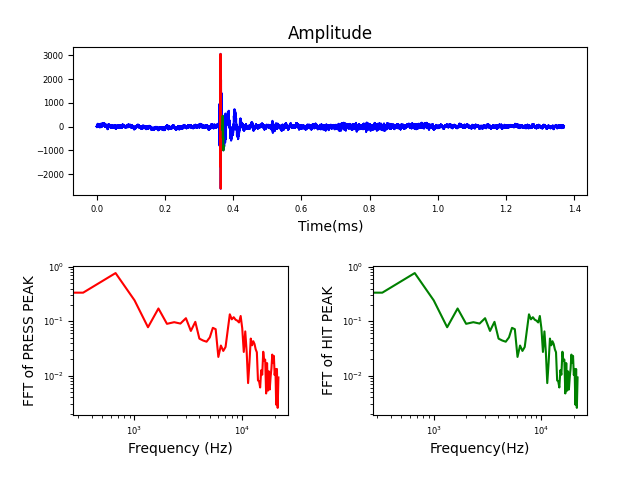 Amplitude
3000
2000
1000
0
−1000
−2000
0.0 0.2 0.4 0.6 0.8 1.0 1.2 1.4
Time(ms)
FFT of PRESS PEAK
10⁰
10⁻¹
10⁻²
10³ 10⁴
Frequency (Hz)
FFT of HIT PEAK
10⁰
10⁻¹
10⁻²
10³ 10⁴
Frequency(Hz)